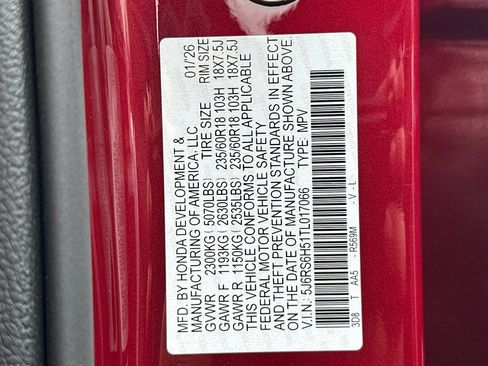 MFD. BY HONDA DEVELOPMENT & 01/'26
MANUFACTURING OF AMERICA, LLC
TIRE SIZE RIM SIZE
GVWR 2300KG ( 5070LBS)
GAWR F 1193KG ( 2630LBS) 235/60R18 103H 18X7.5J
GAWR R 1150KG ( 2535LBS) 235/60R18 103H 18X7.5J
THIS VEHICLE CONFORMS TO ALL APPLICABLE
FEDERAL MOTOR VEHICLE SAFETY
AND THEFT PREVENTION STANDARDS IN EFFECT
ON THE DATE OF MANUFACTURE SHOWN ABOVE.
V.I.N.: 5J6RS6H51TL017066 TYPE: MPV
3D8 T AA5 - R569M - V - L